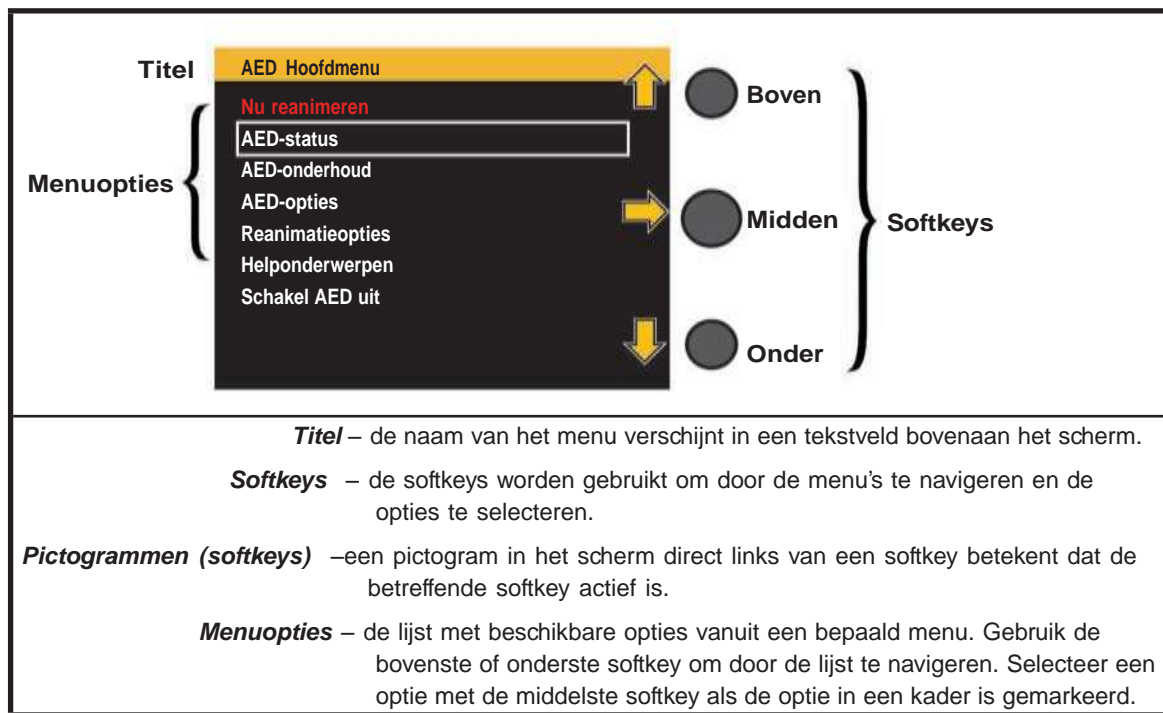 Titel
AED Hoofdmenu
Nu reanimeren
AED-status
AED-onderhoud
AED-opties
Reanimatieopties
Helponderwerpen
Schakel AED uit
Menuopties
Boven
Midden
Onder
Softkeys
Titel – de naam van het menu verschijnt in een tekstveld bovenaan het scherm.
Softkeys – de softkeys worden gebruikt om door de menu's te navigeren en de
opties te selecteren.
Pictogrammen (softkeys) –een pictogram in het scherm direct links van een softkey betekent dat de
betreffende softkey actief is.
Menuopties – de lijst met beschikbare opties vanuit een bepaald menu. Gebruik de
bovenste of onderste softkey om door de lijst te navigeren. Selecteer een
optie met de middelste softkey als de optie in een kader is gemarkeerd.